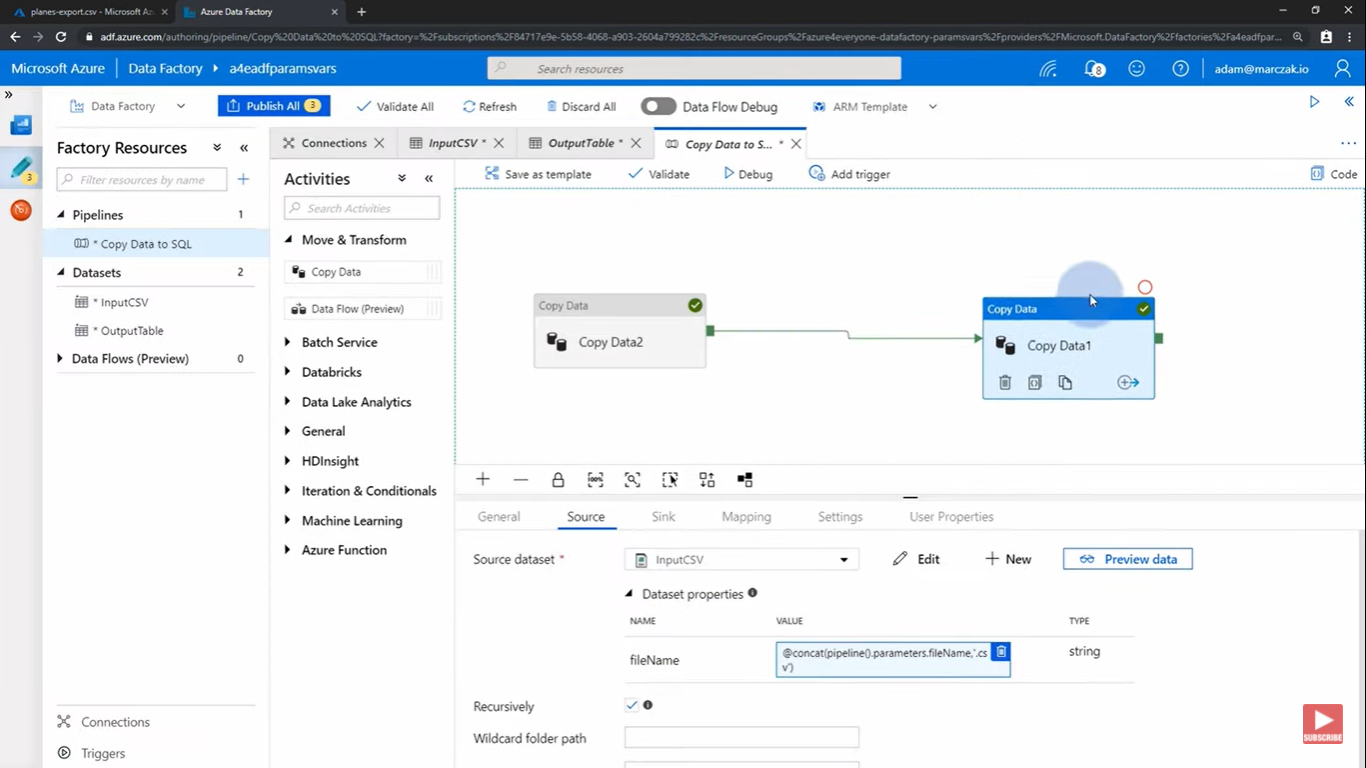 planes-export.csv - Microsoft Az
Azure Data Factory
adf.azure.com/authoring/pipeline/Copy%20Data%20to%20SQL?factory=%2Fsubscriptions%2F84717e9e-5b58-4068-a903-2604a799282c%2FresourceGroups%2Fazure4everyone-datafactory-paramsvars%2Fproviders%2FMicrosoft.DataFactory%2Ffactories%2Fa4eadfpar...
Microsoft Azure
Data Factory
a4eadfparamsvars
Search resources
8
adam@marczak.io
Data Factory
Publish All 3
Validate All
Refresh
Discard All
Data Flow Debug
ARM Template
3
Factory Resources
Filter resources by name
Pipelines 1
* Copy Data to SQL
Datasets 2
* InputCSV
* OutputTable
Data Flows (Preview) 0
Connections
Triggers
Connections
InputCSV *
OutputTable *
Copy Data to S... *
Activities
Search Activities
Move & Transform
Copy Data
Data Flow (Preview)
Batch Service
Databricks
Data Lake Analytics
General
HDInsight
Iteration & Conditionals
Machine Learning
Azure Function
Save as template
Validate
Debug
Add trigger
Code
Copy Data
Copy Data2
Copy Data
Copy Data1
100%
General
Source
Sink
Mapping
Settings
User Properties
Source dataset *
InputCSV
Edit
New
Preview data
Dataset properties
NAME
VALUE
TYPE
fileName
@concat(pipeline().parameters.fileName,'.cs
v')
string
Recursively
Wildcard folder path
SUBSCRIBE